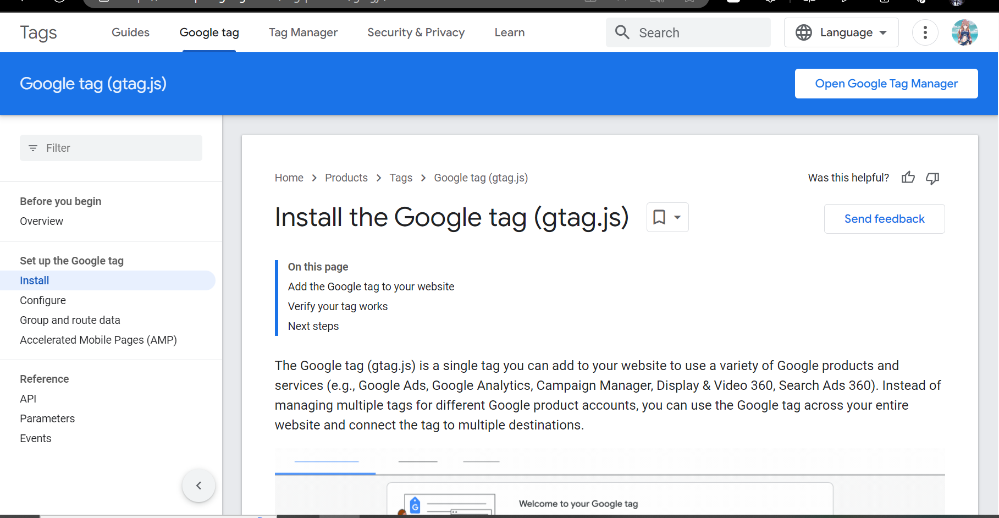 Tags
Guides
Google tag
Tag Manager
Security & Privacy
Learn
Search
Language
Google tag (gtag.js)
Open Google Tag Manager
Filter
Before you begin
Overview
Set up the Google tag
Install
Configure
Group and route data
Accelerated Mobile Pages (AMP)
Reference
API
Parameters
Events
Home > Products > Tags > Google tag (gtag.js)
Was this helpful?
Install the Google tag (gtag.js)
Send feedback
On this page
Add the Google tag to your website
Verify your tag works
Next steps
The Google tag (gtag.js) is a single tag you can add to your website to use a variety of Google products and
services (e.g., Google Ads, Google Analytics, Campaign Manager, Display & Video 360, Search Ads 360). Instead of
managing multiple tags for different Google product accounts, you can use the Google tag across your entire
website and connect the tag to multiple destinations.
G
Welcome to your Google tag